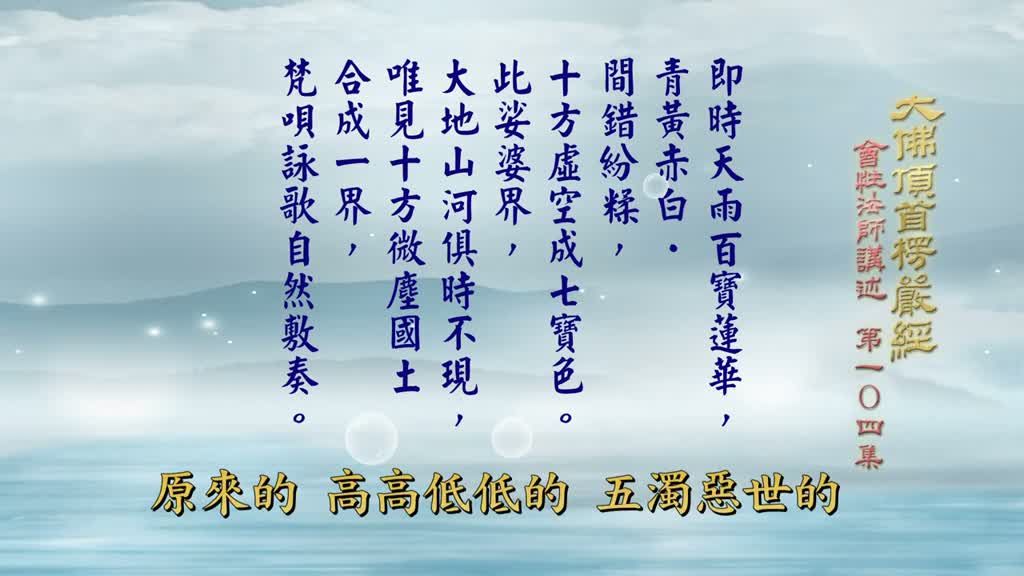 大佛頂首楞嚴經
會性法師講述 第一〇四集
即時天雨百寶蓮華，
青黃赤白．
間錯紛糅，
十方虛空成七寶色。
此娑婆界，
大地山河俱時不現，
唯見十方微塵國土
合成一界，
梵唄詠歌自然敷奏。
原來的 高高低低的 五濁惡世的